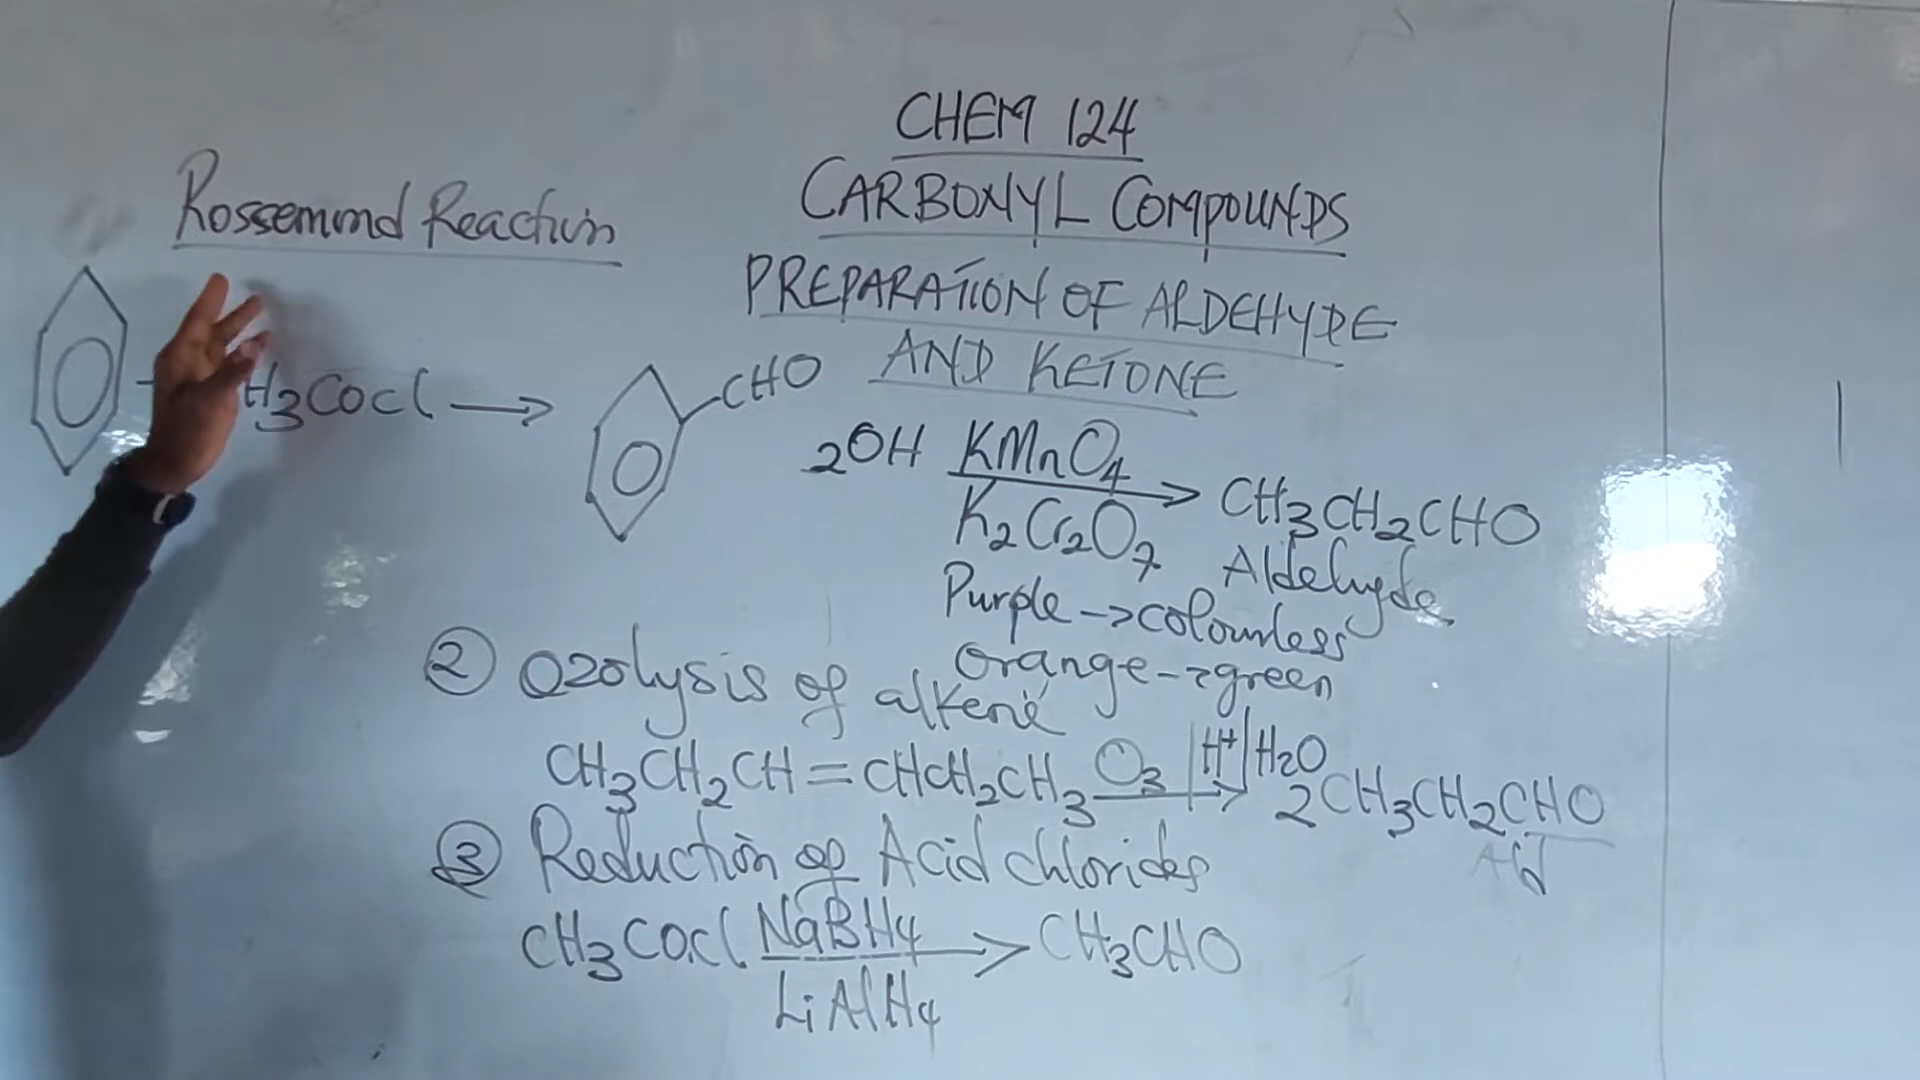 CHEM 124
CARBONYL COMPOUNDS
PREPARATION OF ALDEHYDE
AND KETONE
Rossemmd Reaction
H3COCl → CHO
2OH KMnO4 → CH3CH2CHO
K2Cr2O7 Aldehyde
Purple → colourless
orange → green
② Ozolysis of alkene
CH3CH2CH = CHCH2CH3 O3 | H+ | H2O → 2CH3CH2CHO
Ald
③ Reduction of Acid chlorides
CH3COCl NaBH4 → CH3CHO
LiAlH4